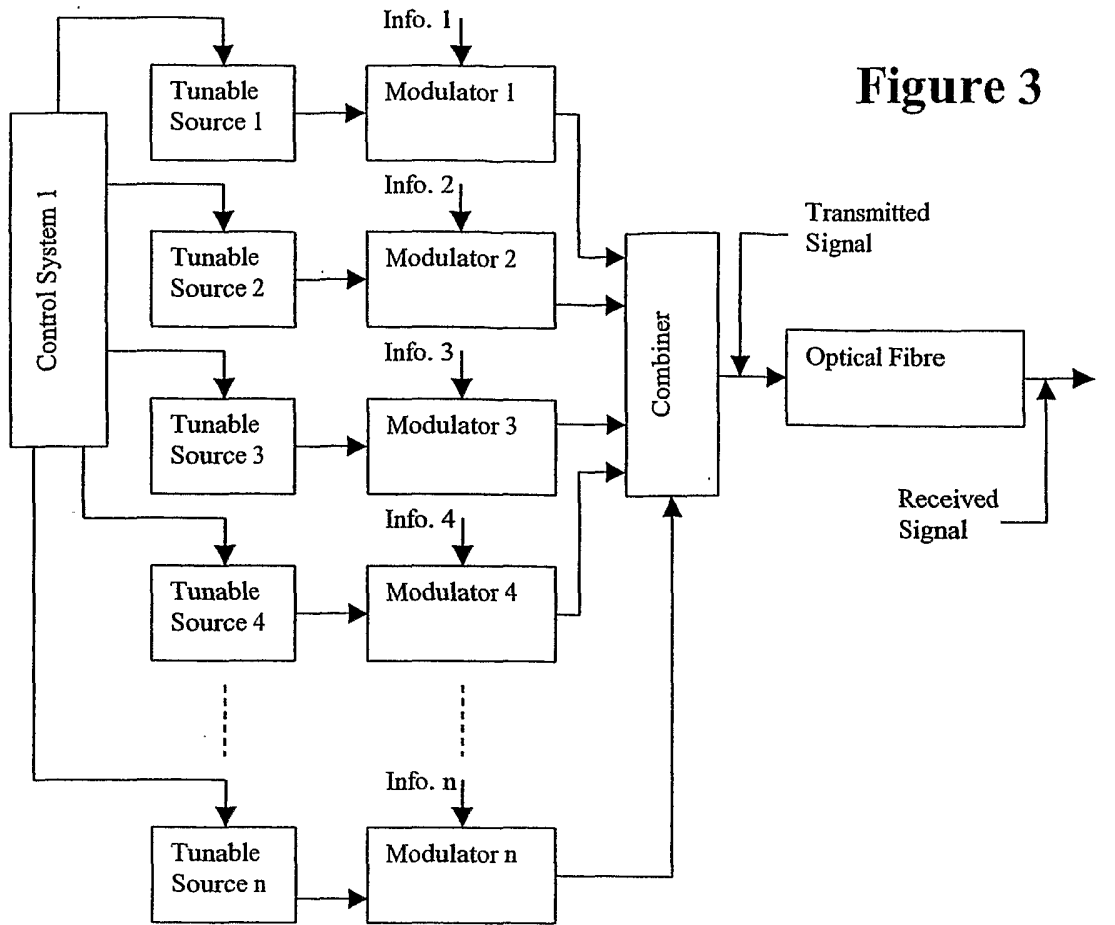 Figure 3
Control System 1
Info. 1
Tunable
Source 1
Modulator 1
Info. 2
Tunable
Source 2
Modulator 2
Info. 3
Tunable
Source 3
Modulator 3
Info. 4
Tunable
Source 4
Modulator 4
Info. n
Tunable
Source n
Modulator n
Combiner
Transmitted
Signal
Optical Fibre
Received
Signal